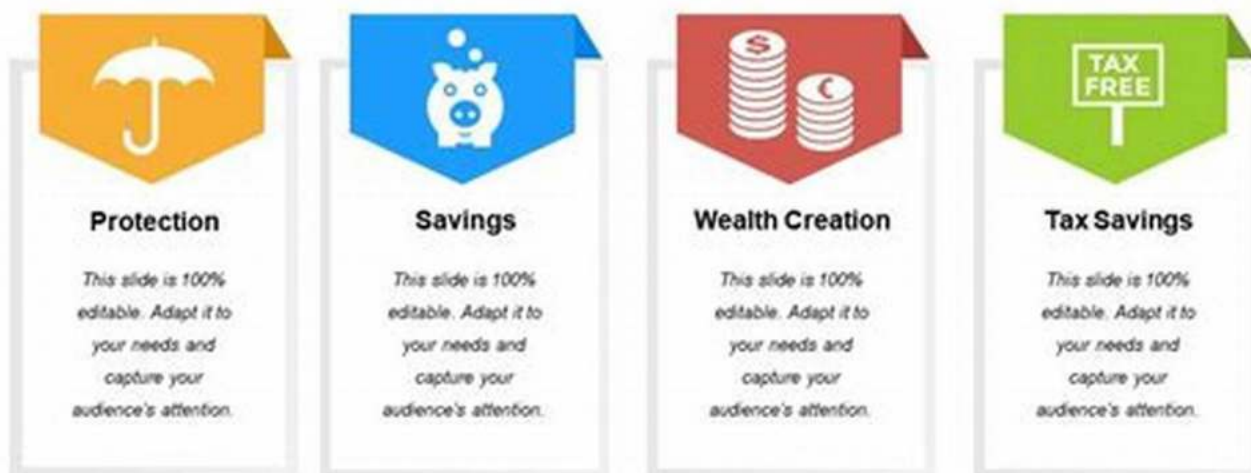 $
€
TAX
FREE
Protection
This slide is 100%
editable. Adapt it to
your needs and
capture your
audience's attention.
Savings
This slide is 100%
editable. Adapt it to
your needs and
capture your
audience's attention.
Wealth Creation
This slide is 100%
editable. Adapt it to
your needs and
capture your
audience's attention.
Tax Savings
This slide is 100%
editable. Adapt it to
your needs and
capture your
audience's attention.